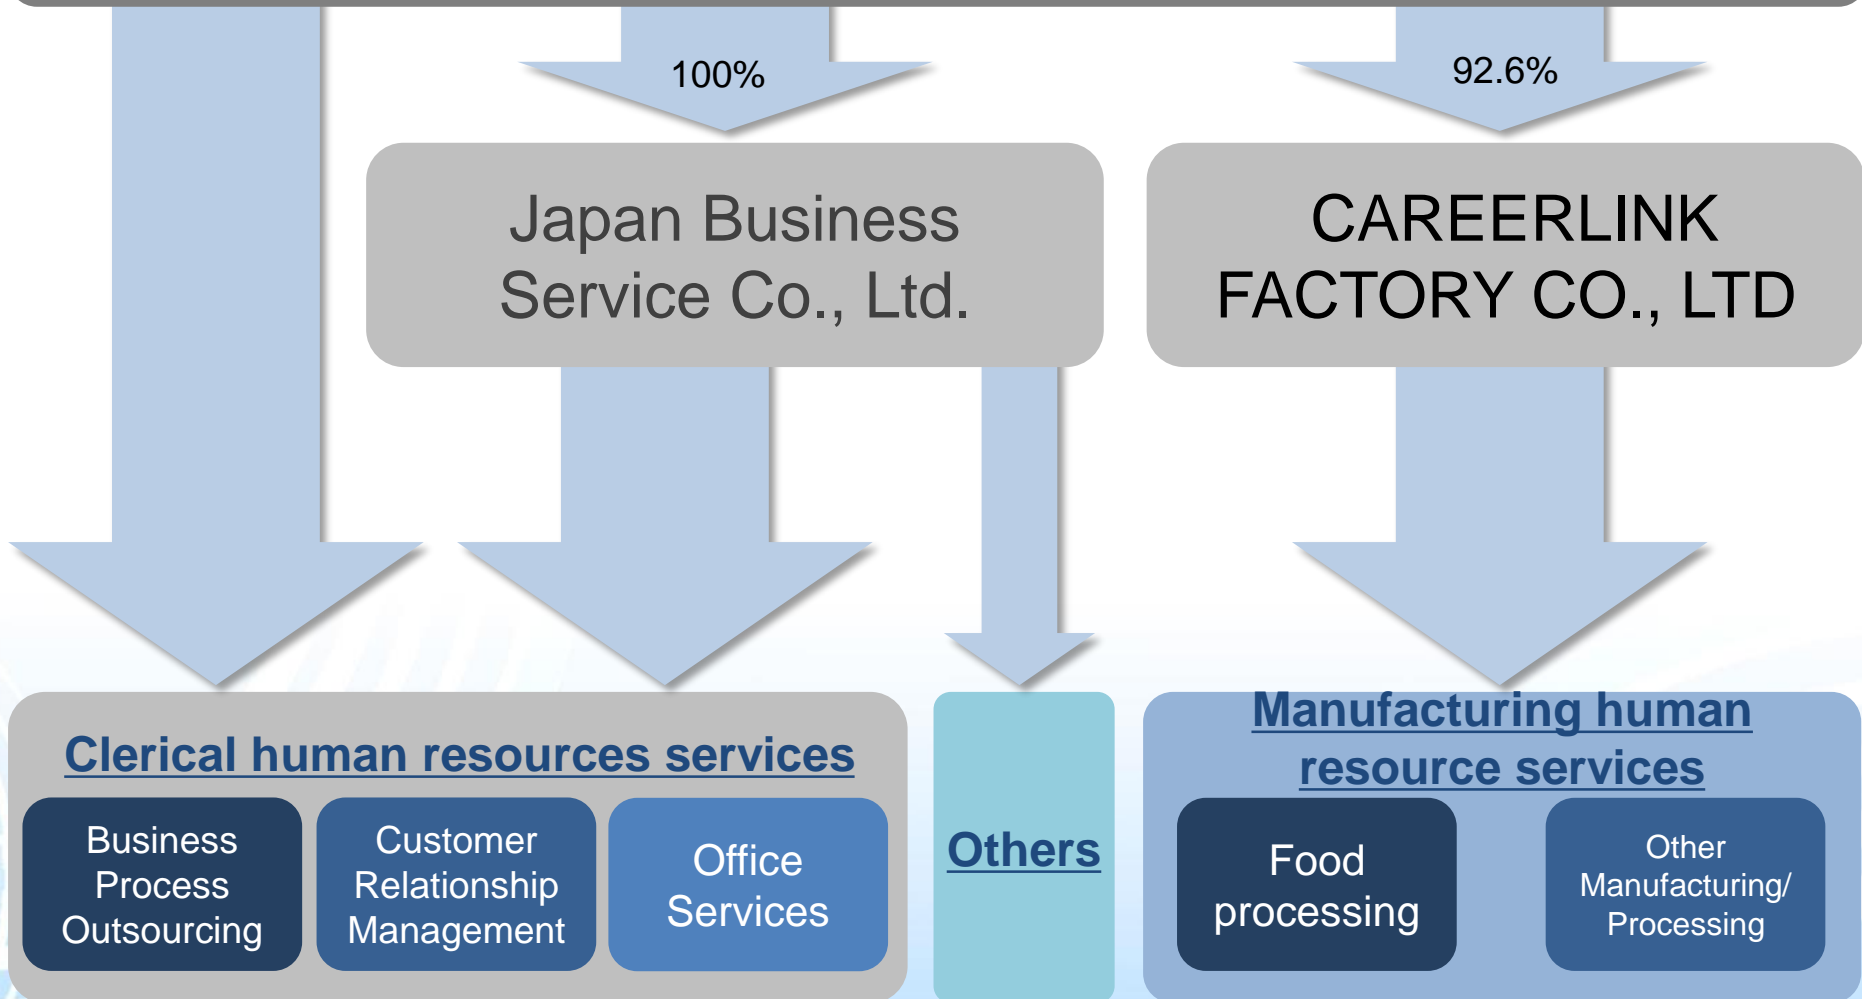 100%
92.6%
Japan Business
Service Co., Ltd.
CAREERLINK
FACTORY CO., LTD
Clerical human resources services
Business
Process
Outsourcing
Customer
Relationship
Management
Office
Services
Others
Manufacturing human
resource services
Food
processing
Other
Manufacturing/
Processing